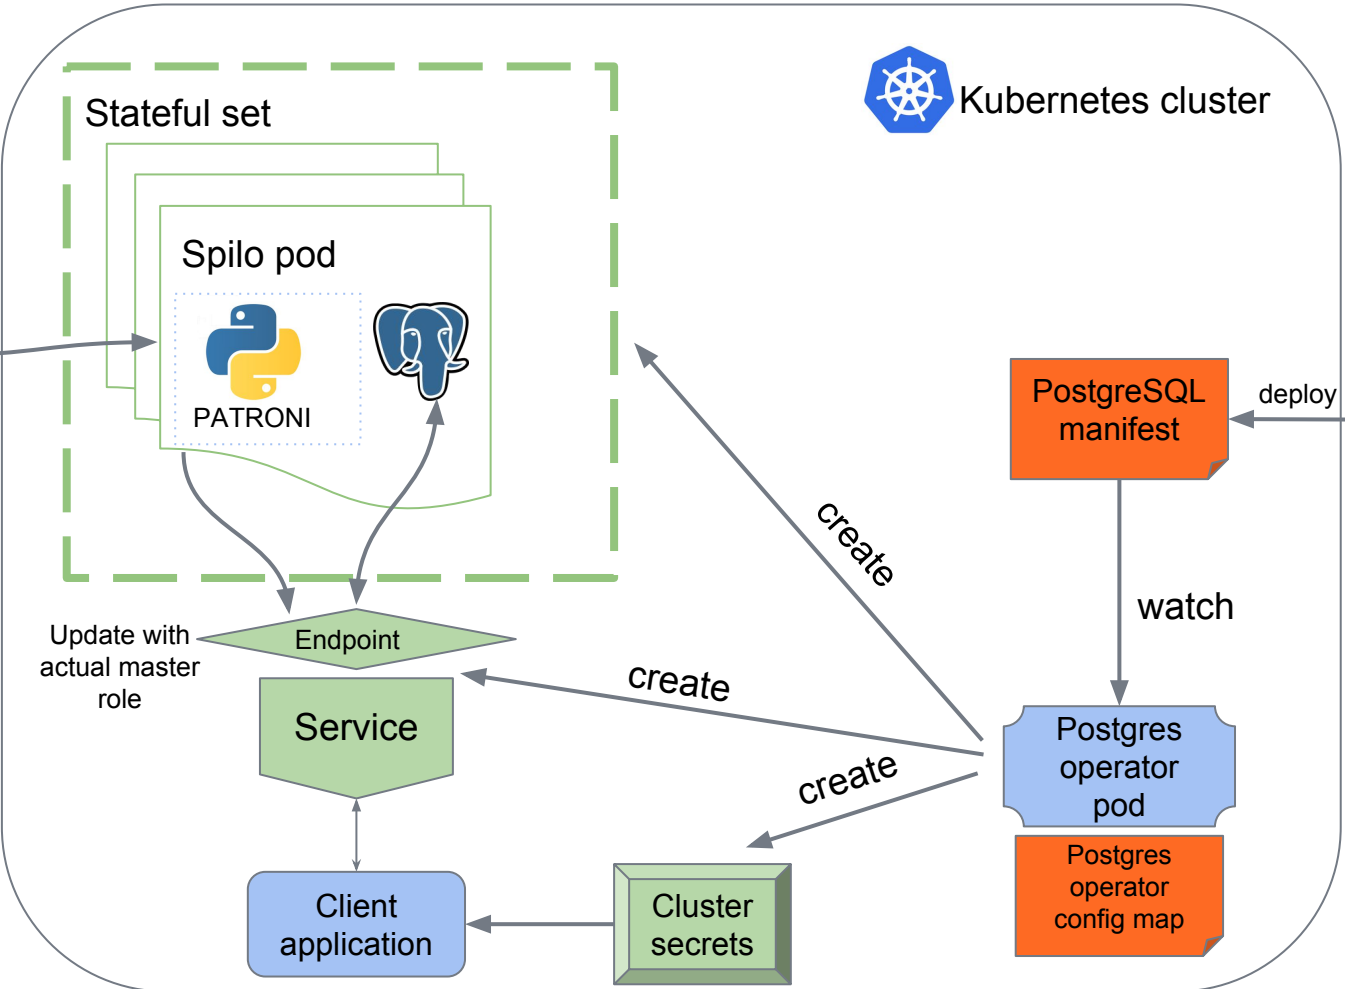 Kubernetes cluster
Stateful set
Spilo pod
PATRONI
PostgreSQL
manifest
deploy
create
watch
Update with
actual master
role
Endpoint
create
Service
create
Postgres
operator
pod
Postgres
operator
config map
Client
application
Cluster
secrets